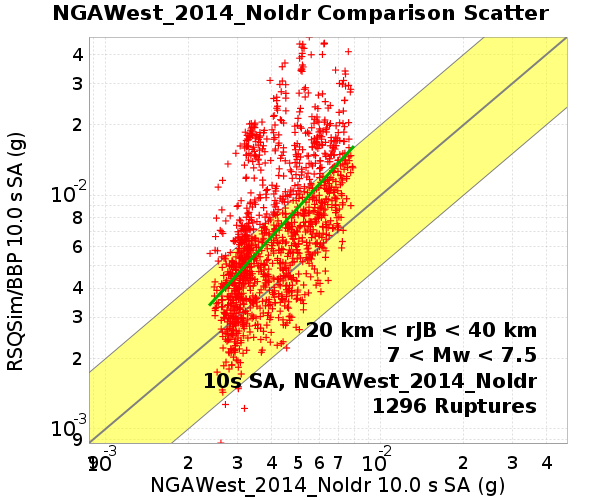 NGAWest_2014_NoIdr Comparison Scatter
RSQSim/BBP 10.0 s SA (g)
4
3
2
10-2
8
6
4
3
2
10-3
9
20 km < rJB < 40 km
7 < Mw < 7.5
10s SA, NGAWest_2014_NoIdr
1296 Ruptures
9 10-3 2 3 4 5 6 7 10-2 2 3 4
NGAWest_2014_NoIdr 10.0 s SA (g)